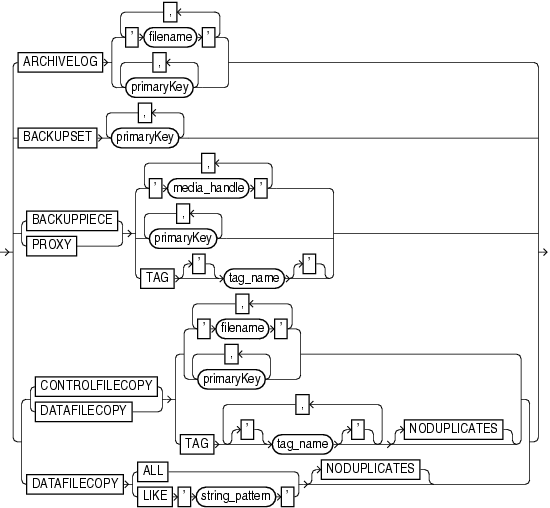 ,
' filename '
ARCHIVELOG
,
primaryKey
,
BACKUPSET primaryKey
,
' media_handle '
BACKUPPIECE ,
PROXY primaryKey
' '
TAG tag_name
,
' filename '
,
CONTROLFILECOPY primaryKey
DATAFILECOPY
,
' ' NODUPLICATES
TAG tag_name
ALL NODUPLICATES
DATAFILECOPY
LIKE ' string_pattern '